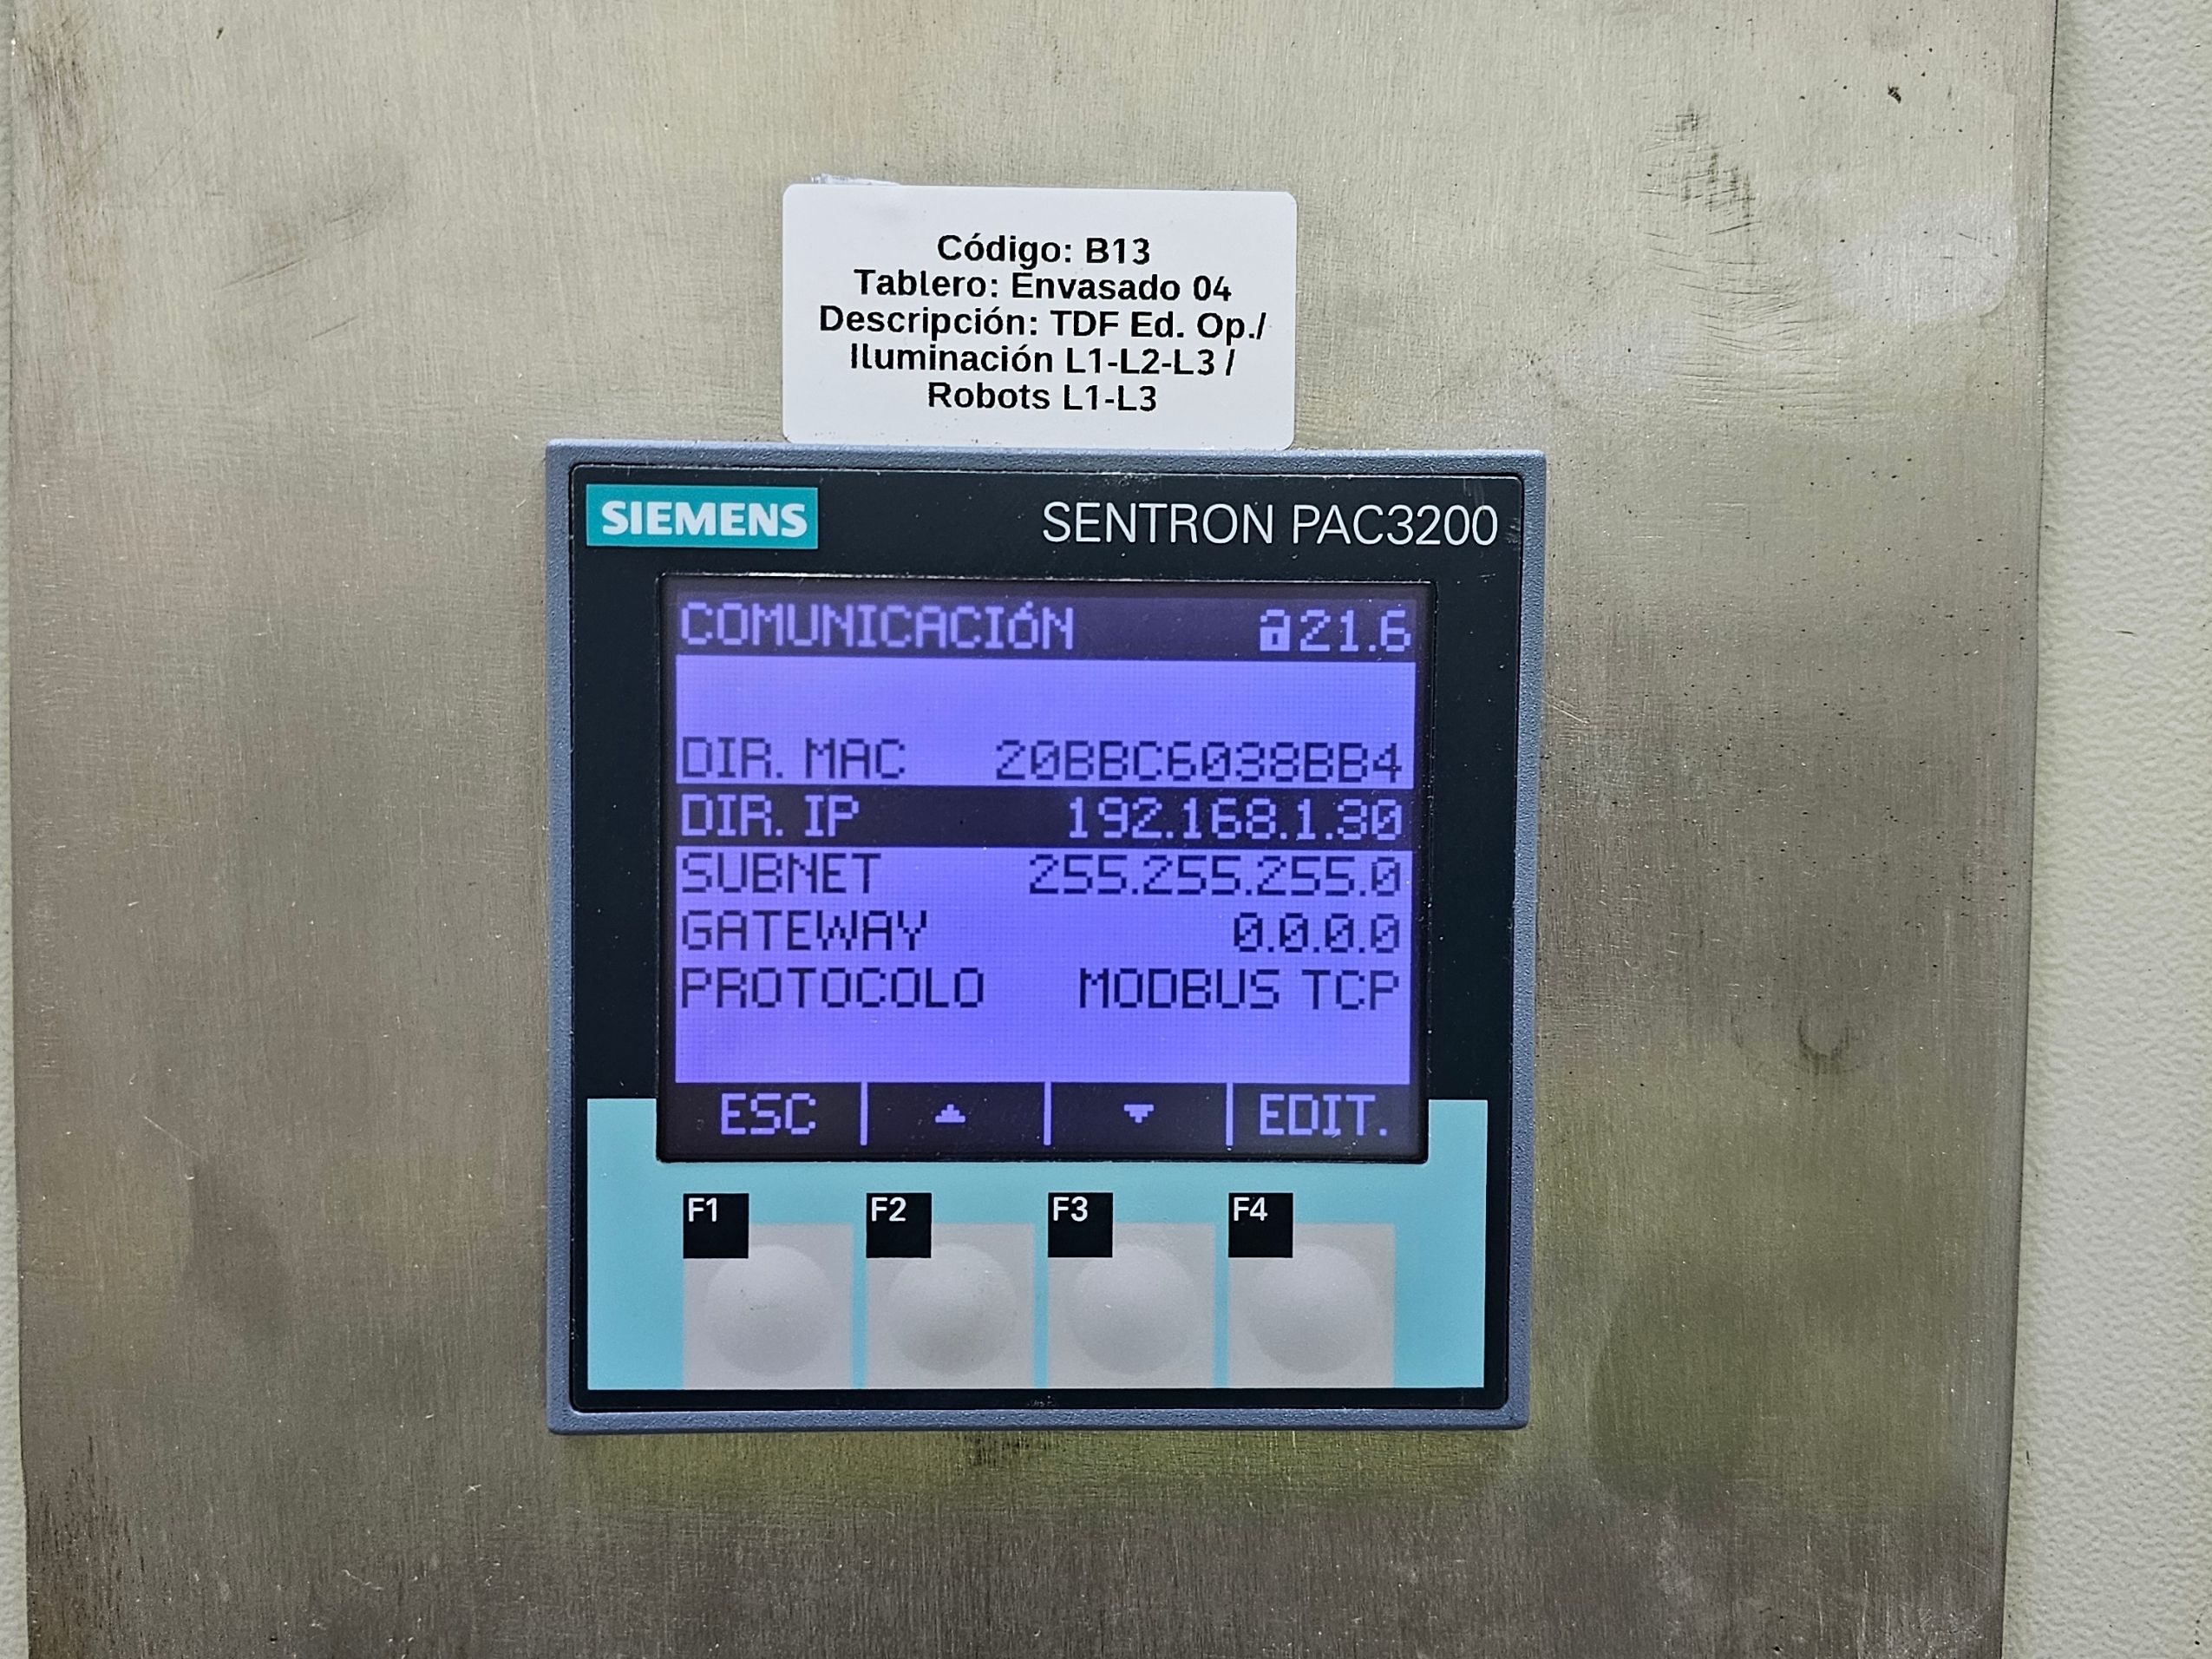 Código: B13
Tablero: Envasado 04
Descripción: TDF Ed. Op./
Iluminación L1-L2-L3 /
Robots L1-L3
SIEMENS SENTRON PAC3200
COMUNICACIÓN 21.6
DIR. MAC 20BBC6038BB4
DIR. IP 192.168.1.30
SUBNET 255.255.255.0
GATEWAY 0.0.0.0
PROTOCOLO MODBUS TCP
ESC EDIT.
F1 F2 F3 F4